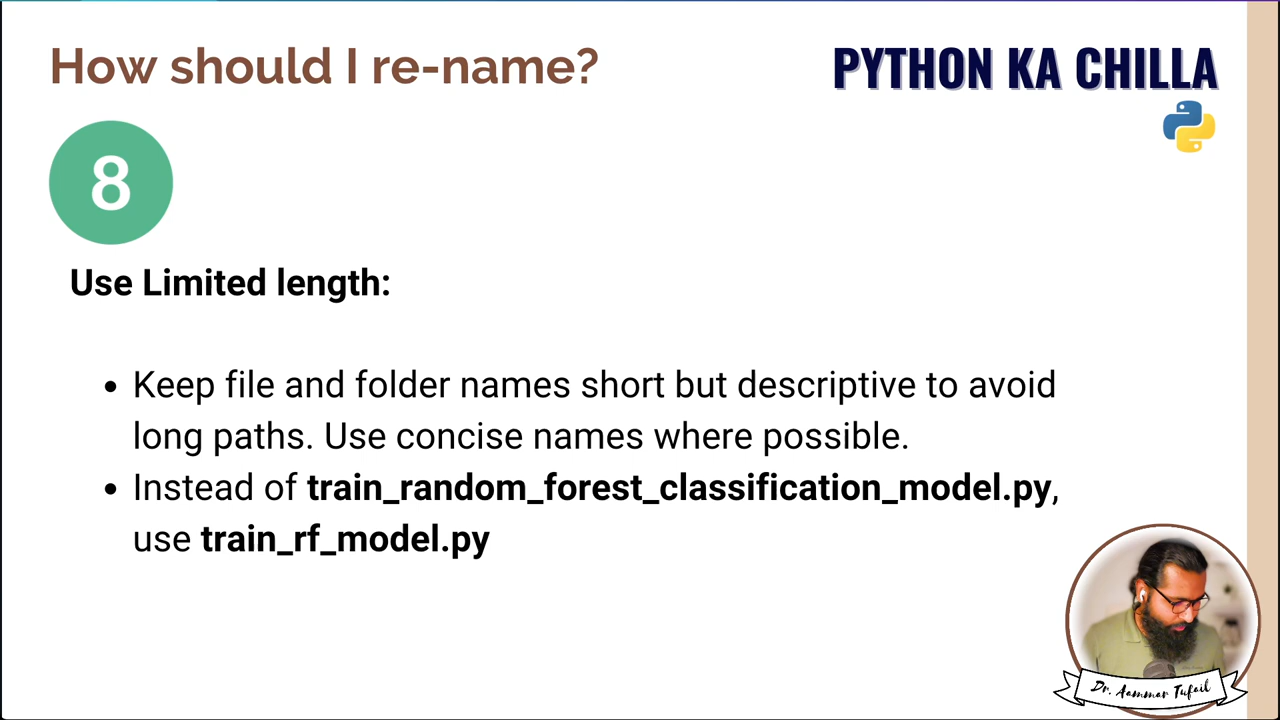 How should I re-name?
PYTHON KA CHILLA
8
Use Limited length:
• Keep file and folder names short but descriptive to avoid
long paths. Use concise names where possible.
• Instead of train_random_forest_classification_model.py,
use train_rf_model.py
Dr. Aammar Tufail